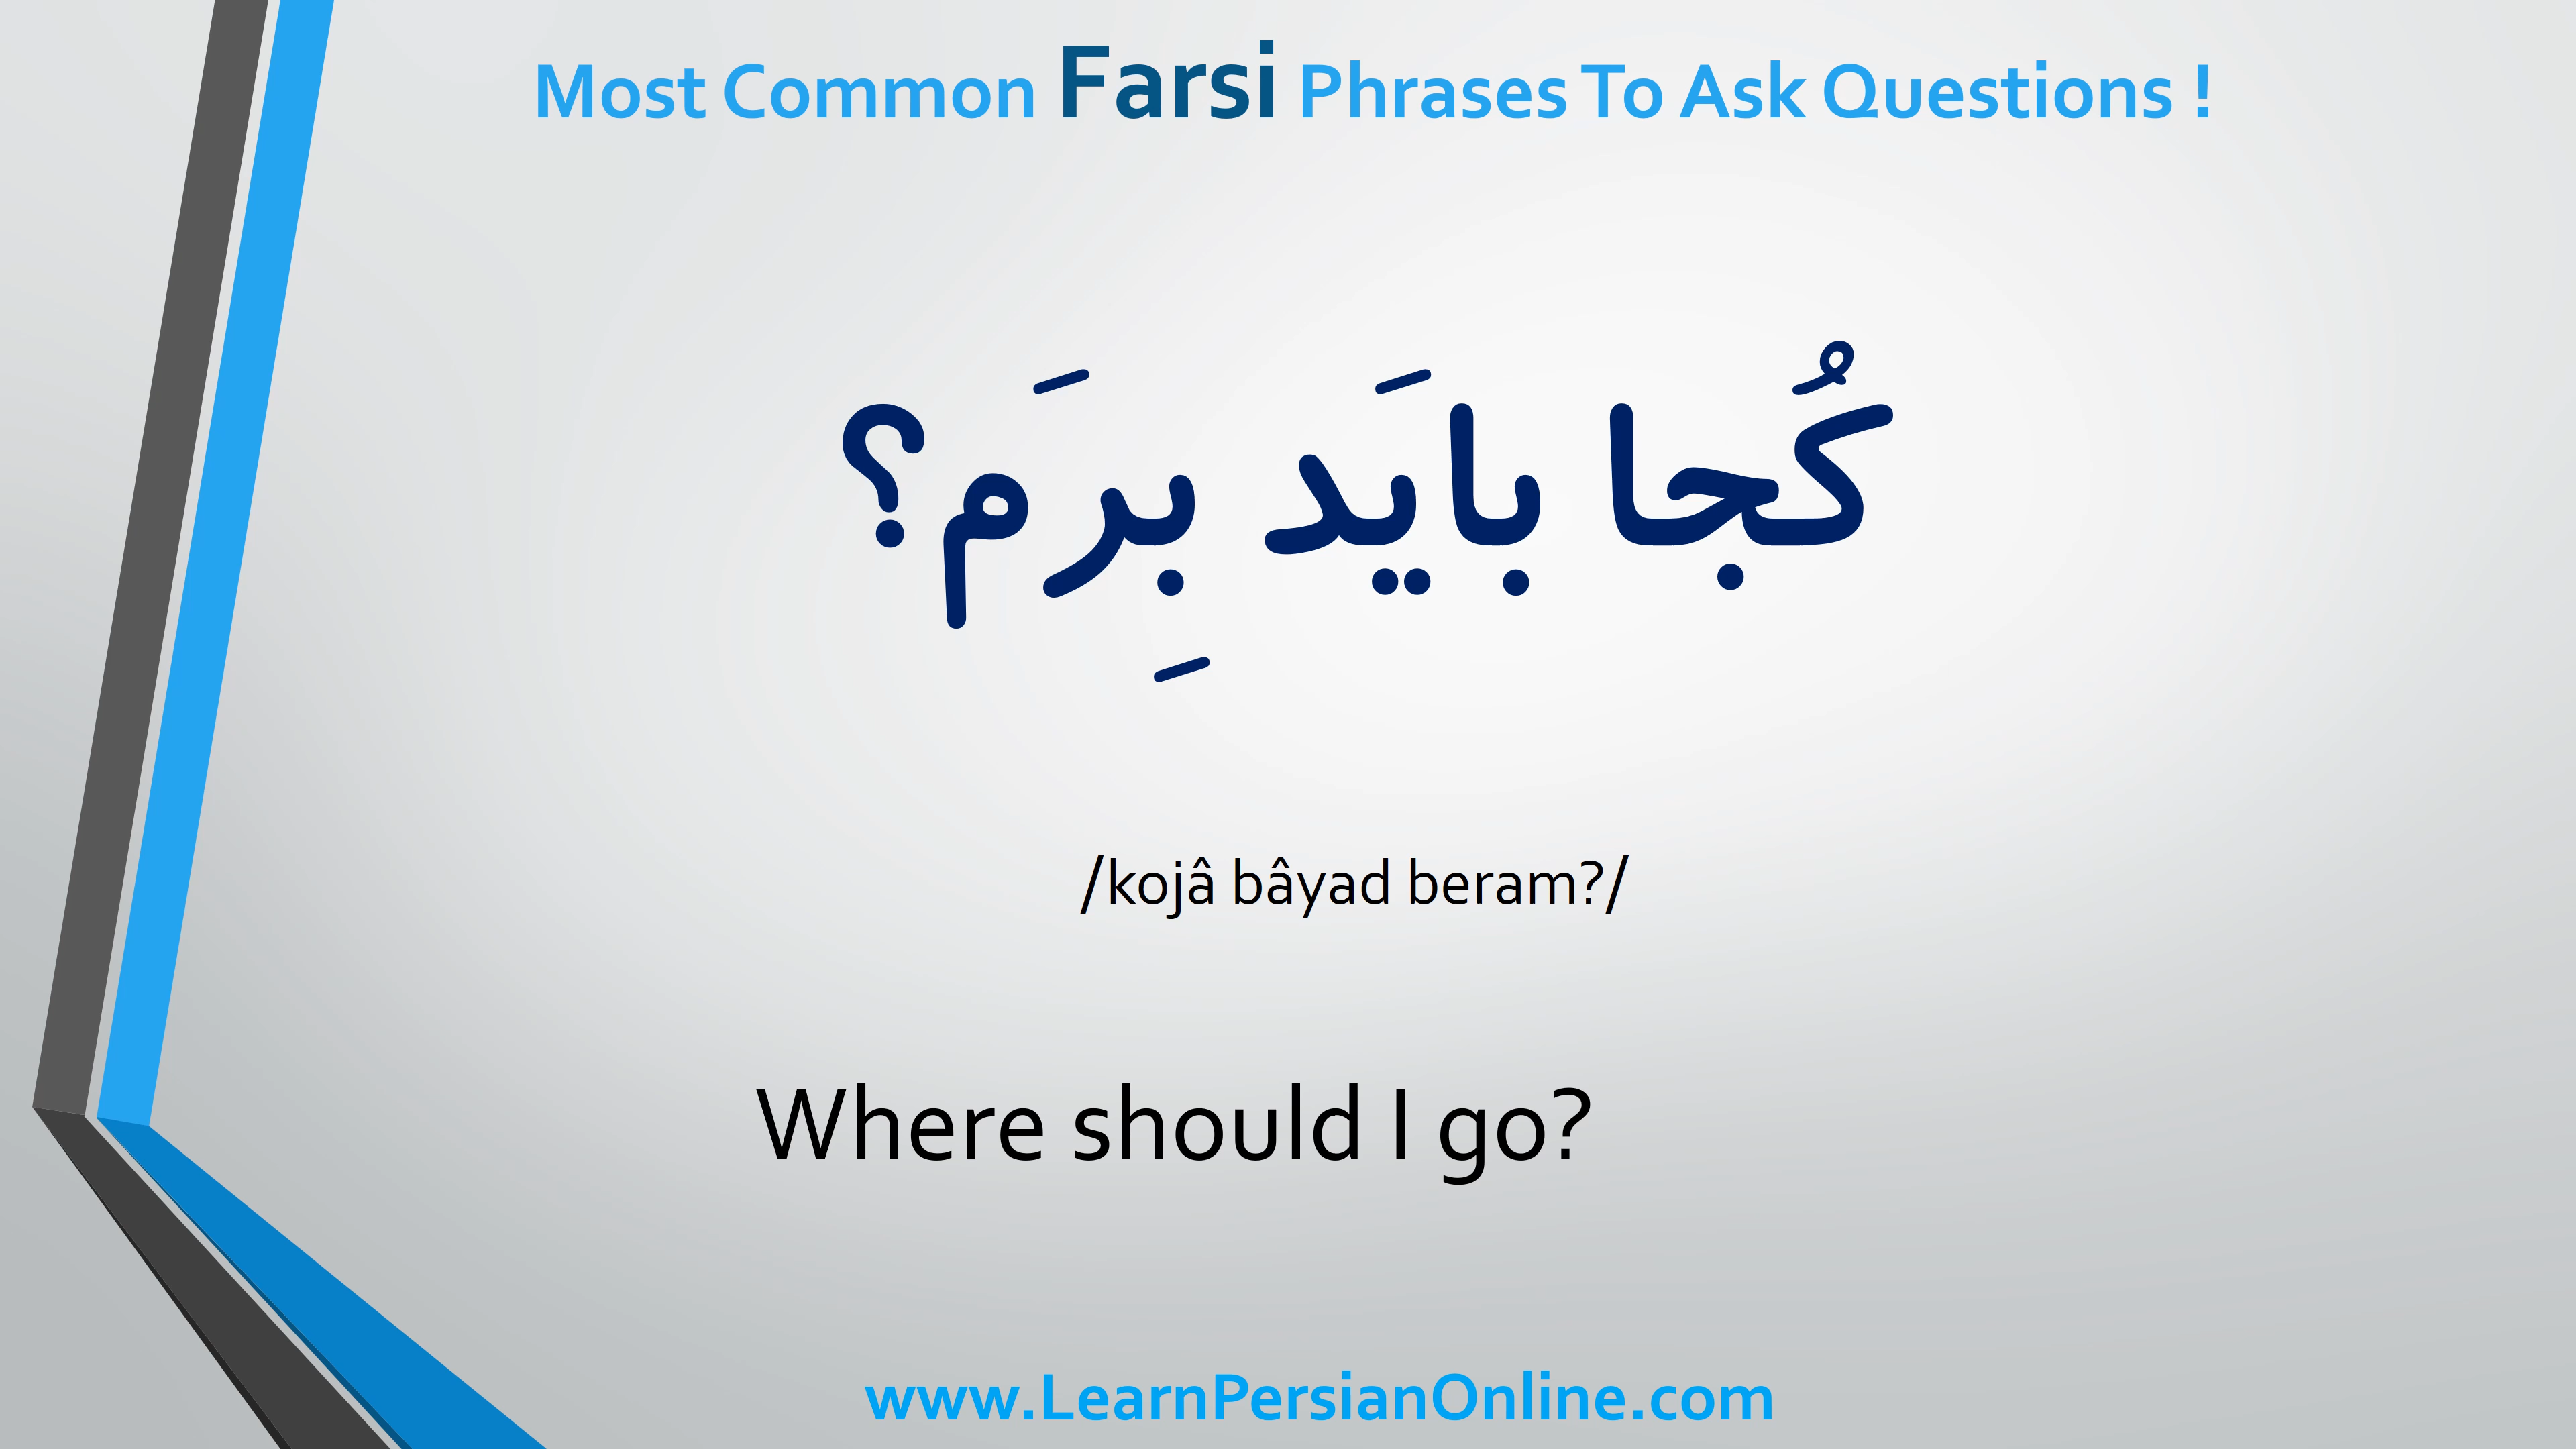 Most Common Farsi Phrases To Ask Questions !
کُجا بایَد بِرَم؟
/kojâ bâyad beram?/
Where should I go?
www.LearnPersianOnline.com